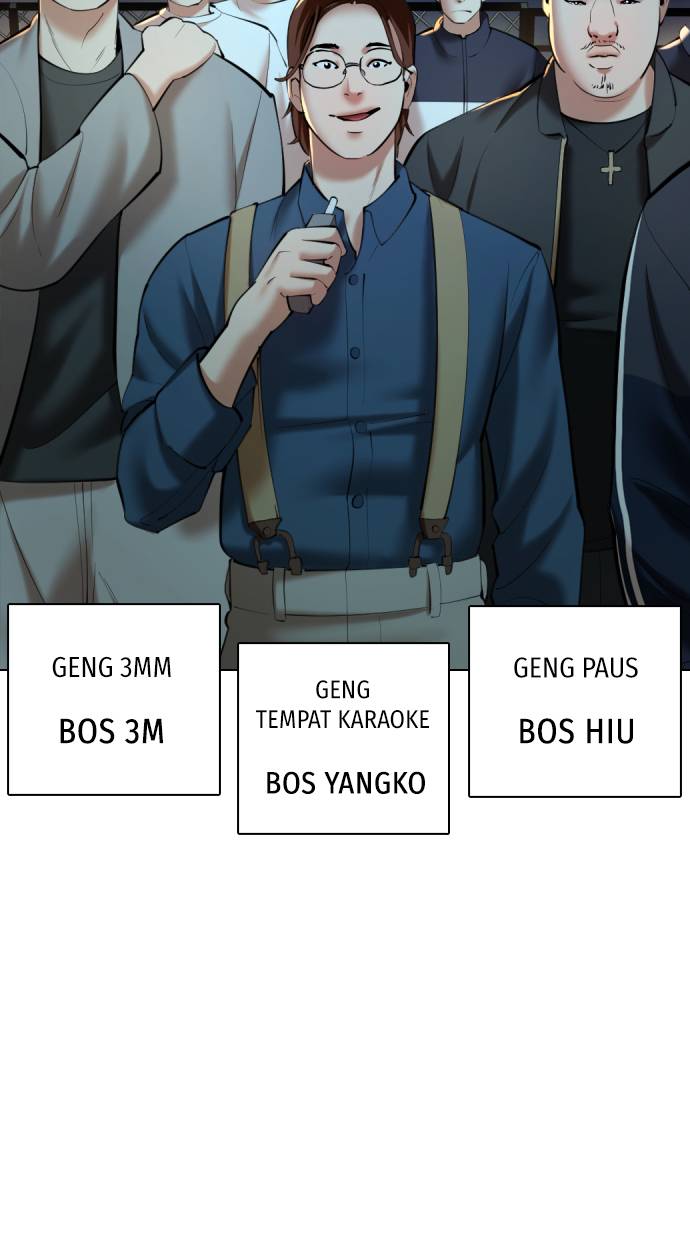 GENG 3MM
BOS 3M
GENG
TEMPAT KARAOKE
BOS YANGKO
GENG PAUS
BOS HIU